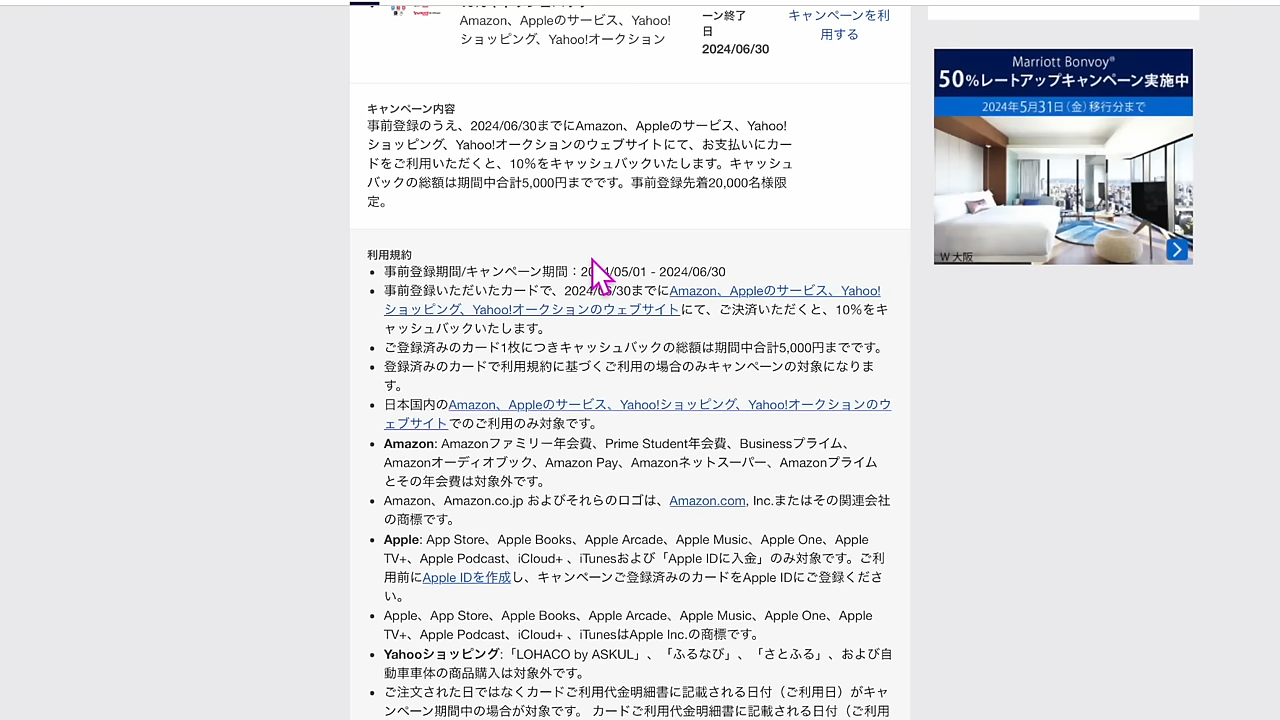 Amazon、Appleのサービス、Yahoo!
ショッピング、Yahoo!オークション
ーン終了
日
2024/06/30
キャンペーンを利
用する
キャンペーン内容
事前登録のうえ、2024/06/30までにAmazon、Appleのサービス、Yahoo!
ショッピング、Yahoo!オークションのウェブサイトにて、お支払いにカー
ドをご利用いただくと、10%をキャッシュバックいたします。キャッシュ
バックの総額は期間中合計5,000円までです。事前登録先着20,000名様限
定。
利用規約
• 事前登録期間/キャンペーン期間：2024/05/01 - 2024/06/30
• 事前登録いただいたカードで、2024/06/30までにAmazon、Appleのサービス、Yahoo!
ショッピング、Yahoo!オークションのウェブサイトにて、ご決済いただくと、10%をキ
ャッシュバックいたします。
• ご登録済みのカード1枚につきキャッシュバックの総額は期間中合計5,000円までです。
• 登録済みのカードで利用規約に基づくご利用の場合のみキャンペーンの対象になりま
す。
• 日本国内のAmazon、Appleのサービス、Yahoo!ショッピング、Yahoo!オークションのウ
ェブサイトでのご利用のみ対象です。
• Amazon: Amazonファミリー年会費、Prime Student年会費、Businessプライム、
Amazonオーディオブック、Amazon Pay、Amazonネットスーパー、Amazonプライム
とその年会費は対象外です。
• Amazon、Amazon.co.jp およびそれらのロゴは、Amazon.com, Inc.またはその関連会社
の商標です。
• Apple: App Store、Apple Books、Apple Arcade、Apple Music、Apple One、Apple
TV+、Apple Podcast、iCloud+ 、iTunesおよび「Apple IDに入金」のみ対象です。ご利
用前にApple IDを作成し、キャンペーンご登録済みのカードをApple IDにご登録くださ
い。
• Apple、App Store、Apple Books、Apple Arcade、Apple Music、Apple One、Apple
TV+、Apple Podcast、iCloud+ 、iTunesはApple Inc.の商標です。
• Yahooショッピング:「LOHACO by ASKUL」、「ふるなび」、「さとふる」、および自
動車車体の商品購入は対象外です。
• ご注文された日ではなくカードご利用代金明細書に記載される日付（ご利用日）がキャ
ンペーン期間中の場合が対象です。 カードご利用代金明細書に記載される日付（ご利用
Marriott Bonvoy®
50%レートアップキャンペーン実施中
2024年5月31日（金）移行分まで
W 大阪